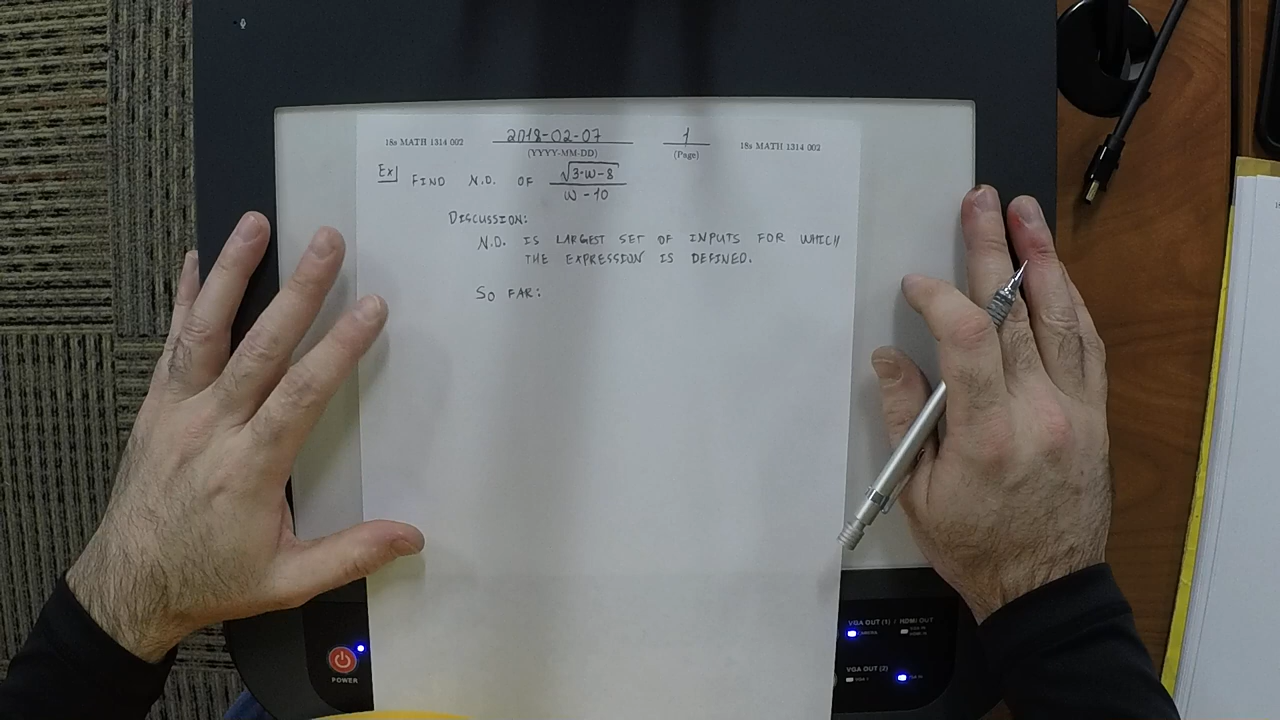 18s MATH 1314 002 2018-02-07 1 18s MATH 1314 002
(YYYY-MM-DD) (Page)
Ex FIND N.D. OF √(3·w-8) / (w-10)
DISCUSSION:
N.D. IS LARGEST SET OF INPUTS FOR WHICH
THE EXPRESSION IS DEFINED.
SO FAR:
VGA OUT (1) / HDMI OUT
VGA OUT (2)
POWER